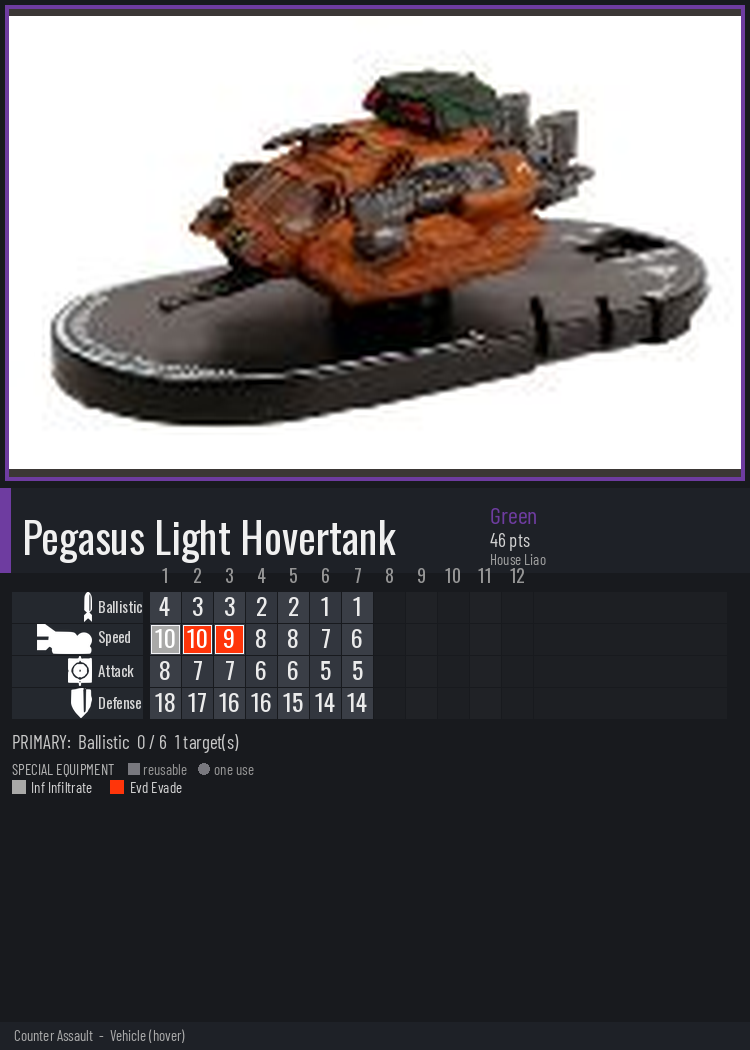 Pegasus Light Hovertank
Green
46 pts
House Liao
1 2 3 4 5 6 7 8 9 10 11 12
Ballistic 4 3 3 2 2 1 1
Speed 10 10 9 8 8 7 6
Attack 8 7 7 6 6 5 5
Defense 18 17 16 16 15 14 14
PRIMARY: Ballistic 0 / 6 1 target(s)
SPECIAL EQUIPMENT reusable one use
Inf Infiltrate Evd Evade
Counter Assault - Vehicle (hover)